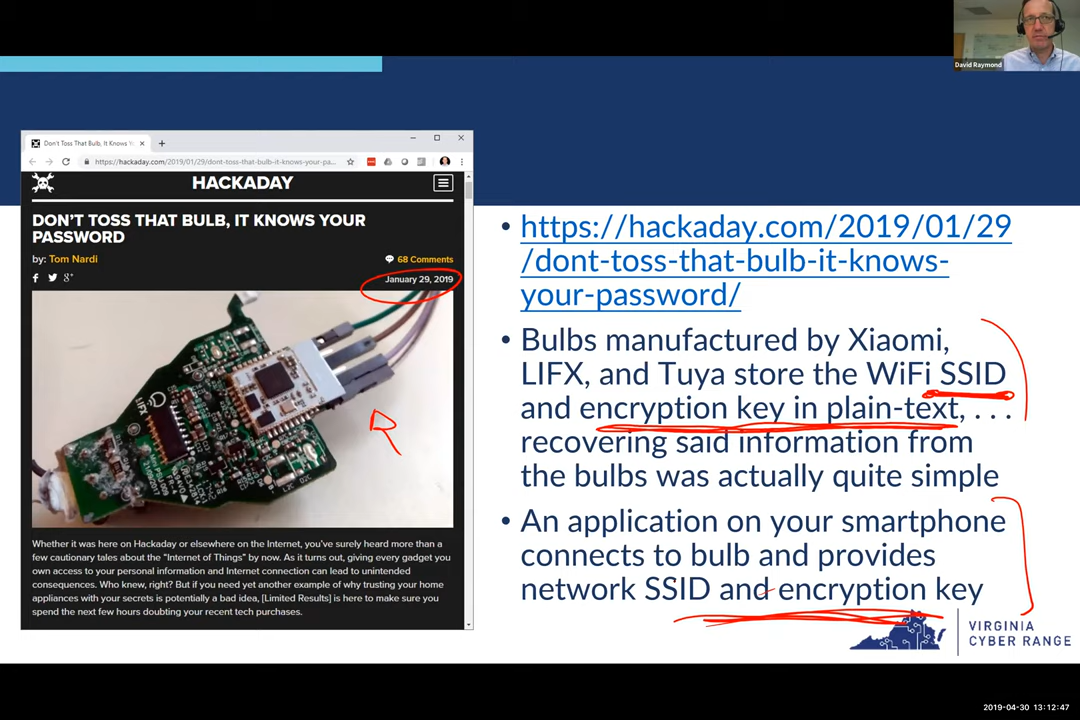 David Raymond
Don't Toss That Bulb, It Knows Y
https://hackaday.com/2019/01/29/dont-toss-that-bulb-it-knows-your-pa...
HACKADAY
DON'T TOSS THAT BULB, IT KNOWS YOUR
PASSWORD
by: Tom Nardi
68 Comments
January 29, 2019
LIFX
Whether it was here on Hackaday or elsewhere on the Internet, you've surely heard more than a
few cautionary tales about the "Internet of Things" by now. As it turns out, giving every gadget you
own access to your personal information and Internet connection can lead to unintended
consequences. Who knew, right? But if you need yet another example of why trusting your home
appliances with your secrets is potentially a bad idea, [Limited Results] is here to make sure you
spend the next few hours doubting your recent tech purchases.
• https://hackaday.com/2019/01/29
/dont-toss-that-bulb-it-knows-
your-password/
• Bulbs manufactured by Xiaomi,
LIFX, and Tuya store the WiFi SSID
and encryption key in plain-text, . . .
recovering said information from
the bulbs was actually quite simple
• An application on your smartphone
connects to bulb and provides
network SSID and encryption key
R
VIRGINIA
CYBER RANGE
2019-04-30 13:12:47